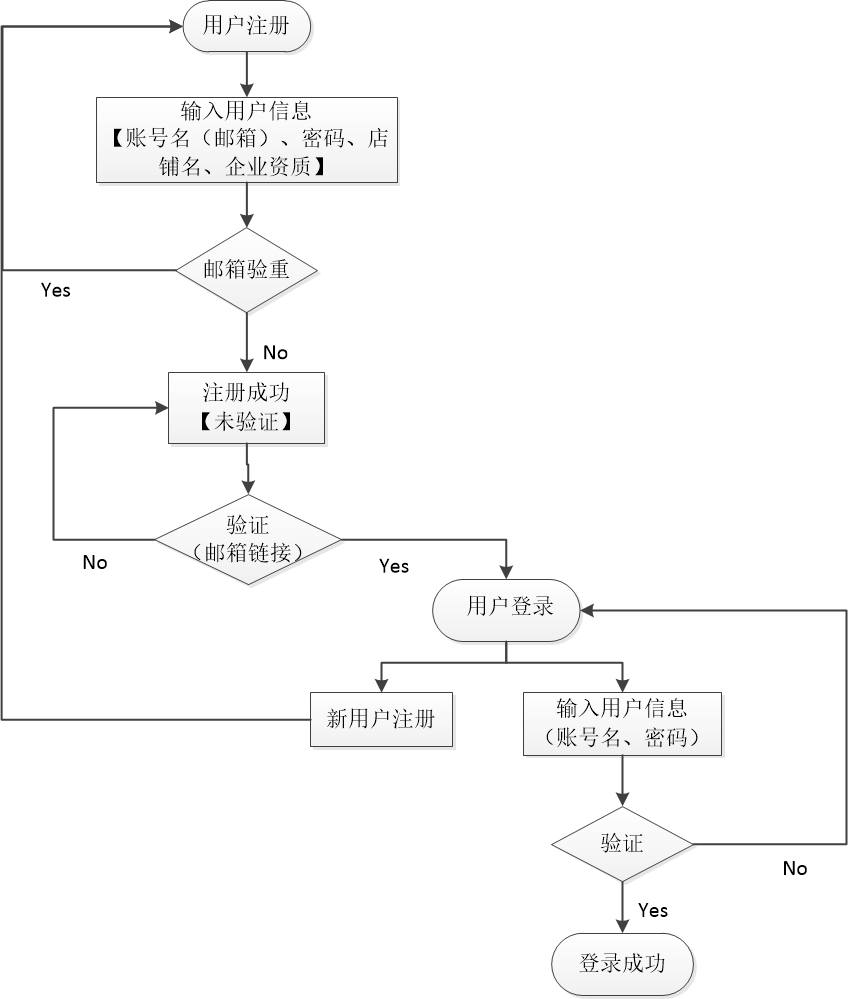 用户注册
输入用户信息
【账号名（邮箱）、密码、店
铺名、企业资质】
邮箱验重
Yes
No
注册成功
【未验证】
验证
（邮箱链接）
No
Yes
用户登录
新用户注册
输入用户信息
（账号名、密码）
验证
No
Yes
登录成功